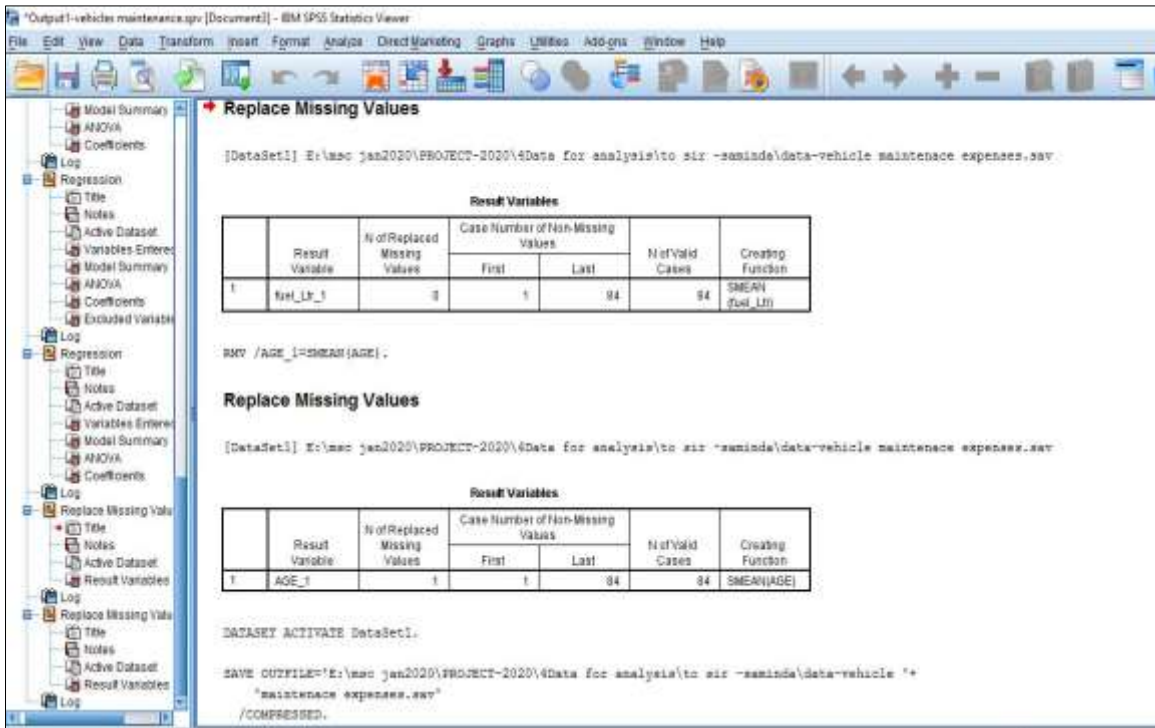 *Output1-vehicles maintenance.spv [Document3] - IBM SPSS Statistics Viewer
File Edit View Data Transform Insert Format Analyze Direct Marketing Graphs Utilities Add-ons Window Help
Model Summary
ANOVA
Coefficients
Log
Regression
Title
Notes
Active Dataset
Variables Entered
Model Summary
ANOVA
Coefficients
Excluded Variable
Log
Regression
Title
Notes
Active Dataset
Variables Entered
Model Summary
ANOVA
Coefficients
Log
Replace Missing Valu
Title
Notes
Active Dataset
Result Variables
Log
Replace Missing Valu
Title
Notes
Active Dataset
Result Variables
Log
Replace Missing Values
[DataSet1] E:\msc jan2020\PROJECT-2020\4Data for analysis\to sir -saminda\data-vehicle maintenace expenses.sav
Result Variables
Result Variable N of Replaced Missing Values Case Number of Non-Missing Values First Last N of Valid Cases Creating Function
1 fuel_Ltr_1 0 1 84 84 SMEAN(fuel_Ltr)
RMV /AGE_1=SMEAN(AGE).
Replace Missing Values
[DataSet1] E:\msc jan2020\PROJECT-2020\4Data for analysis\to sir -saminda\data-vehicle maintenace expenses.sav
Result Variables
Result Variable N of Replaced Missing Values Case Number of Non-Missing Values First Last N of Valid Cases Creating Function
1 AGE_1 1 1 84 84 SMEAN(AGE)
DATASET ACTIVATE DataSet1.
SAVE OUTFILE='E:\msc jan2020\PROJECT-2020\4Data for analysis\to sir -saminda\data-vehicle '+
"maintenace expenses.sav"
/COMPRESSED.